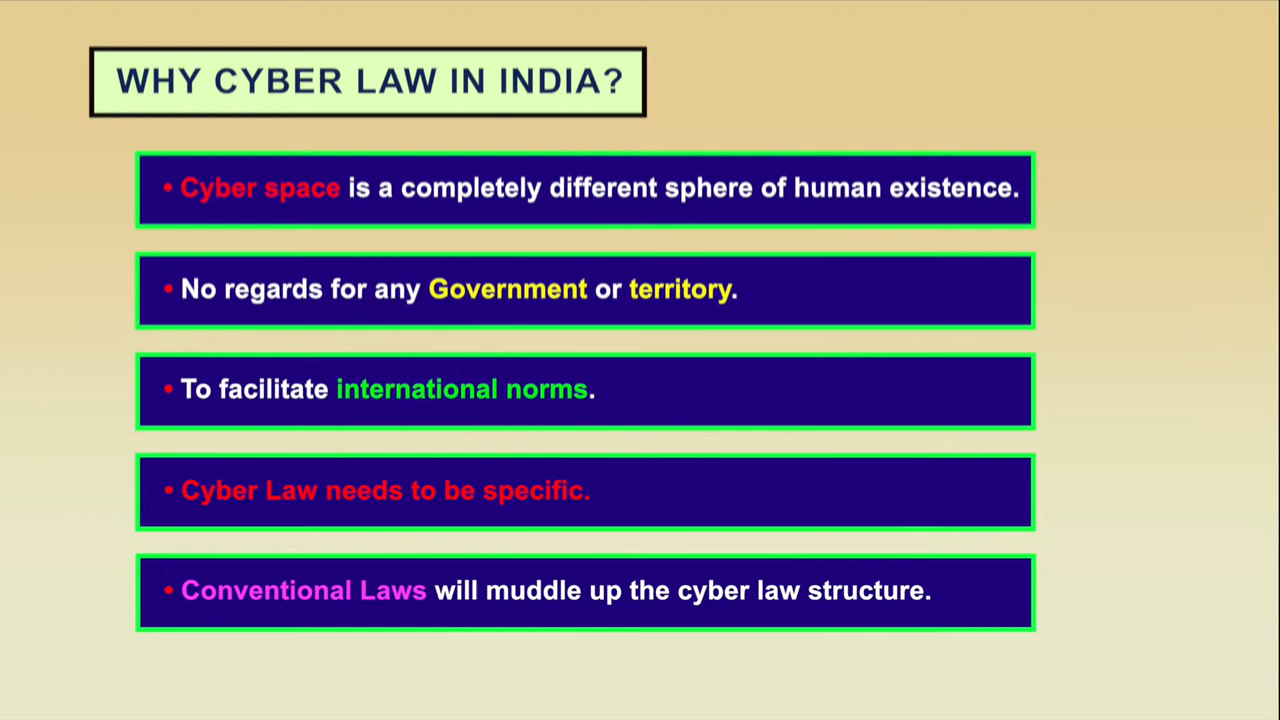 WHY CYBER LAW IN INDIA?
• Cyber space is a completely different sphere of human existence.
• No regards for any Government or territory.
• To facilitate international norms.
• Cyber Law needs to be specific.
• Conventional Laws will muddle up the cyber law structure.